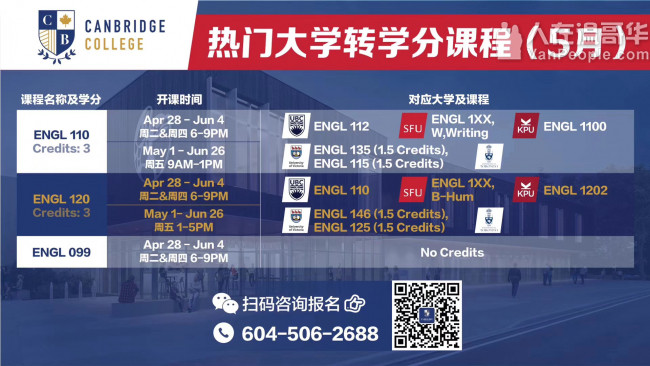 CANBRIDGE
COLLEGE
热门大学转学分课程（5月）
人在温哥华
VanPeople.com
课程名称及学分
开课时间
对应大学及课程
ENGL 110
Credits: 3
Apr 28 - Jun 4
周二&周四 6-9PM
UBC
ENGL 112
SFU
ENGL 1XX,
W,Writing
KPU
ENGL 1100
May 1 - Jun 26
周五 9AM-1PM
ENGL 135 (1.5 Credits),
ENGL 115 (1.5 Credits)
ENGL 120
Credits: 3
Apr 28 - Jun 4
周二&周四 6-9PM
UBC
ENGL 110
SFU
ENGL 1XX,
B-Hum
KPU
ENGL 1202
May 1- Jun 26
周五 1-5PM
ENGL 146 (1.5 Credits),
ENGL 125 (1.5 Credits)
ENGL 099
Apr 28 - Jun 4
周二&周四 6-9PM
No Credits
扫码咨询报名
604-506-2688